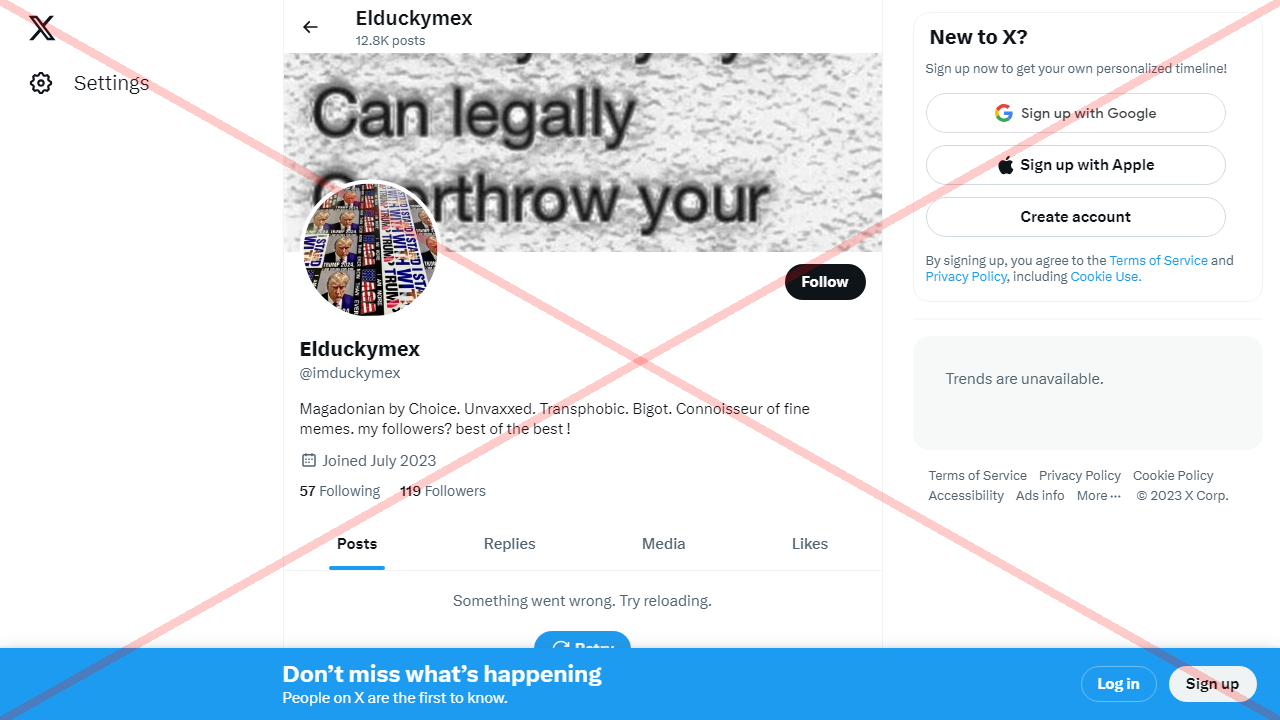 Elduckymex
12.8K posts
Settings
Can legally
your
TRUMP 2024
Follow
Elduckymex
@imduckymex
Magadonian by Choice. Unvaxxed. Transphobic. Bigot. Connoisseur of fine
memes. my followers? best of the best !
Joined July 2023
57 Following 119 Followers
Posts Replies Media Likes
Something went wrong. Try reloading.
Retry
New to X?
Sign up now to get your own personalized timeline!
Sign up with Google
Sign up with Apple
Create account
By signing up, you agree to the Terms of Service and
Privacy Policy, including Cookie Use.
Trends are unavailable.
Terms of Service Privacy Policy Cookie Policy
Accessibility Ads info More ··· © 2023 X Corp.
Don’t miss what’s happening
People on X are the first to know.
Log in Sign up